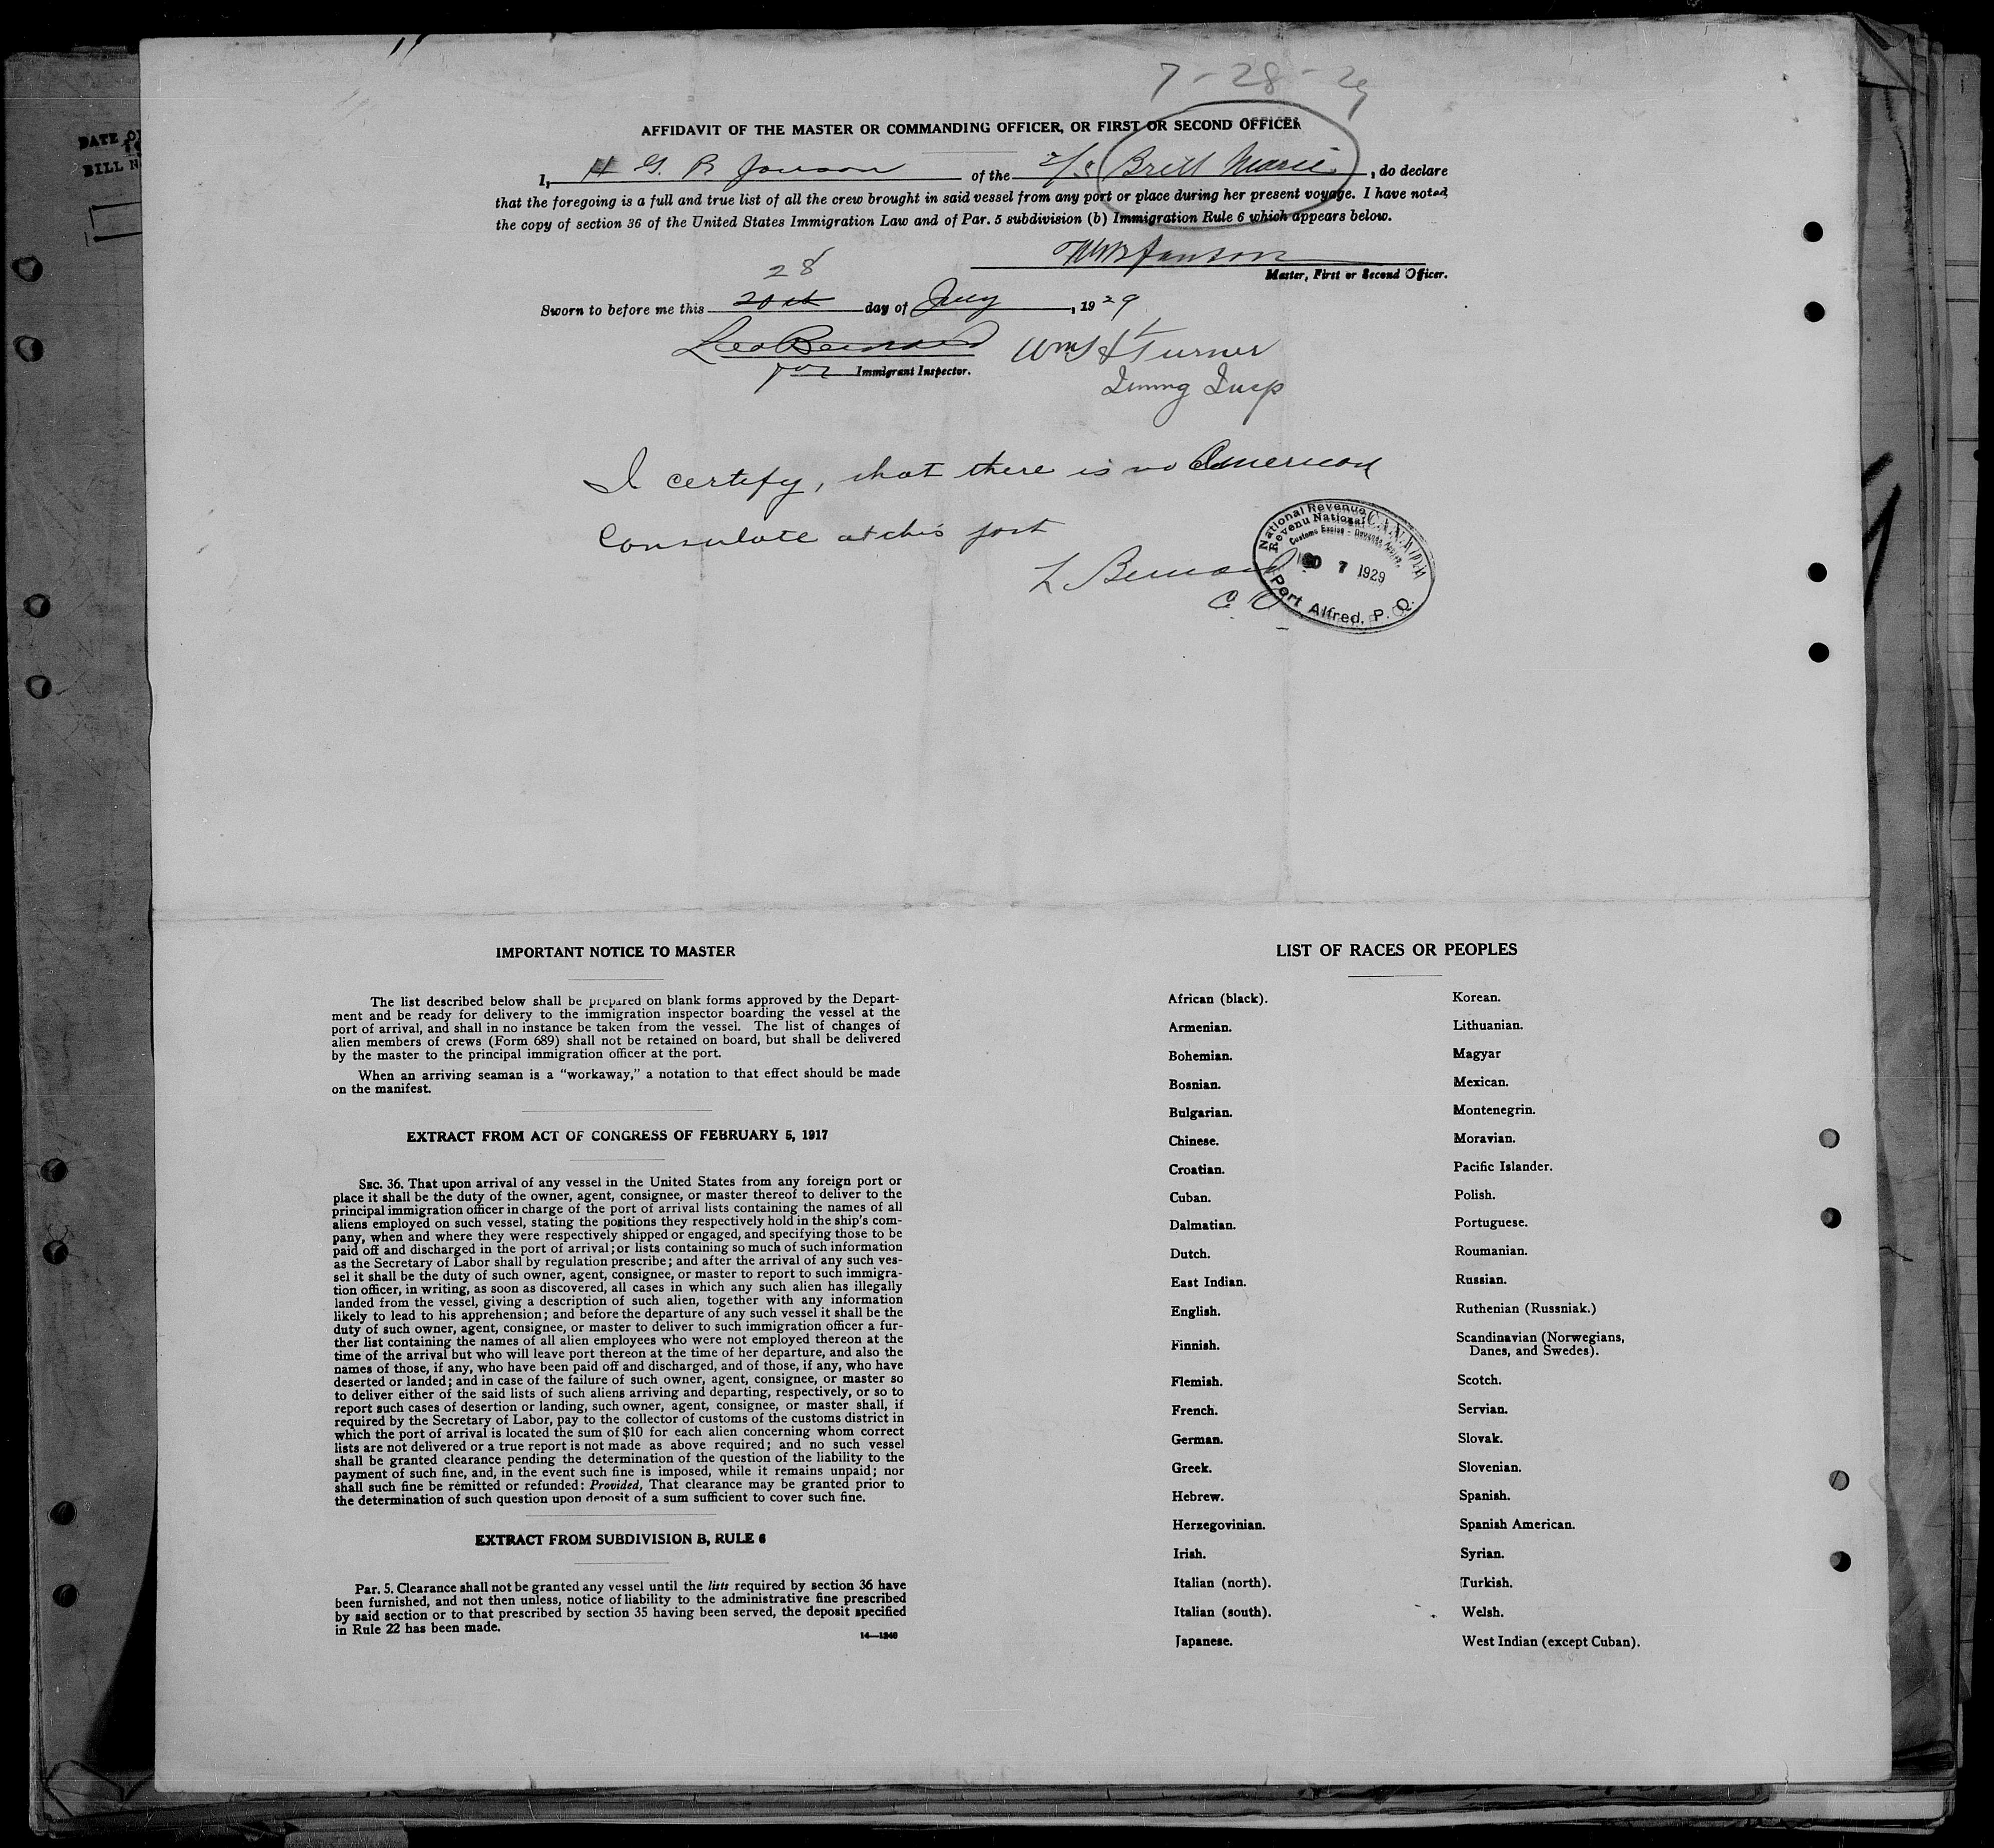 7-28-29
AFFIDAVIT OF THE MASTER OR COMMANDING OFFICER, OR FIRST OR SECOND OFFICER
I, H G. B Janson of the S/S Britt Marie, do declare
that the foregoing is a full and true list of all the crew brought in said vessel from any port or place during her present voyage. I have noted
the copy of section 36 of the United States Immigration Law and of Par. 5 subdivision (b) Immigration Rule 6 which appears below.
Janson
Master, First or Second Officer.
28
Sworn to before me this 20th day of July, 1929
Leo Bernard Wm H Turner
Immigrant Inspector.
Immg Insp
I certify, that there is no American
Consulate at this port
L Bernard
National Revenue
Revenu National
CANADA
20 7 1929
Port Alfred, P. Q.
DATE OF
BILL N
IMPORTANT NOTICE TO MASTER
The list described below shall be prepared on blank forms approved by the Depart-
ment and be ready for delivery to the immigration inspector boarding the vessel at the
port of arrival, and shall in no instance be taken from the vessel. The list of changes of
alien members of crews (Form 689) shall not be retained on board, but shall be delivered
by the master to the principal immigration officer at the port.
When an arriving seaman is a "workaway," a notation to that effect should be made
on the manifest.
EXTRACT FROM ACT OF CONGRESS OF FEBRUARY 5, 1917
SEC. 36. That upon arrival of any vessel in the United States from any foreign port or
place it shall be the duty of the owner, agent, consignee, or master thereof to deliver to the
principal immigration officer in charge of the port of arrival lists containing the names of all
aliens employed on such vessel, stating the positions they respectively hold in the ship's com-
pany, when and where they were respectively shipped or engaged, and specifying those to be
paid off and discharged in the port of arrival; or lists containing so much of such information
as the Secretary of Labor shall by regulation prescribe; and after the arrival of any such ves-
sel it shall be the duty of such owner, agent, consignee, or master to report to such immigra-
tion officer, in writing, as soon as discovered, all cases in which any such alien has illegally
landed from the vessel, giving a description of such alien, together with any information
likely to lead to his apprehension; and before the departure of any such vessel it shall be the
duty of such owner, agent, consignee, or master to deliver to such immigration officer a fur-
ther list containing the names of all alien employees who were not employed thereon at the
time of the arrival but who will leave port thereon at the time of her departure, and also the
names of those, if any, who have been paid off and discharged, and of those, if any, who have
deserted or landed; and in case of the failure of such owner, agent, consignee, or master so
to deliver either of the said lists of such aliens arriving and departing, respectively, or so to
report such cases of desertion or landing, such owner, agent, consignee, or master shall, if
required by the Secretary of Labor, pay to the collector of customs of the customs district in
which the port of arrival is located the sum of $10 for each alien concerning whom correct
lists are not delivered or a true report is not made as above required; and no such vessel
shall be granted clearance pending the determination of the question of the liability to the
payment of such fine, and, in the event such fine is imposed, while it remains unpaid; nor
shall such fine be remitted or refunded: Provided, That clearance may be granted prior to
the determination of such question upon deposit of a sum sufficient to cover such fine.
EXTRACT FROM SUBDIVISION B, RULE 6
Par. 5. Clearance shall not be granted any vessel until the lists required by section 36 have
been furnished, and not then unless, notice of liability to the administrative fine prescribed
by said section or to that prescribed by section 35 having been served, the deposit specified
in Rule 22 has been made.
14—1240
LIST OF RACES OR PEOPLES
African (black).
Armenian.
Bohemian.
Bosnian.
Bulgarian.
Chinese.
Croatian.
Cuban.
Dalmatian.
Dutch.
East Indian.
English.
Finnish.
Flemish.
French.
German.
Greek.
Hebrew.
Herzegovinian.
Irish.
Italian (north).
Italian (south).
Japanese.
Korean.
Lithuanian.
Magyar
Mexican.
Montenegrin.
Moravian.
Pacific Islander.
Polish.
Portuguese.
Roumanian.
Russian.
Ruthenian (Russniak.)
Scandinavian (Norwegians,
Danes, and Swedes).
Scotch.
Servian.
Slovak.
Slovenian.
Spanish.
Spanish American.
Syrian.
Turkish.
Welsh.
West Indian (except Cuban).